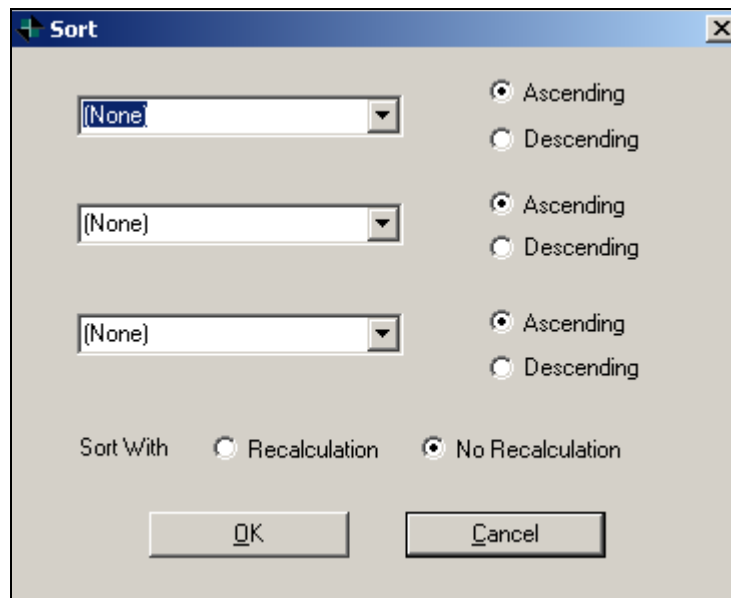 Sort
(None)
Ascending
Descending
(None)
Ascending
Descending
(None)
Ascending
Descending
Sort With Recalculation No Recalculation
OK Cancel